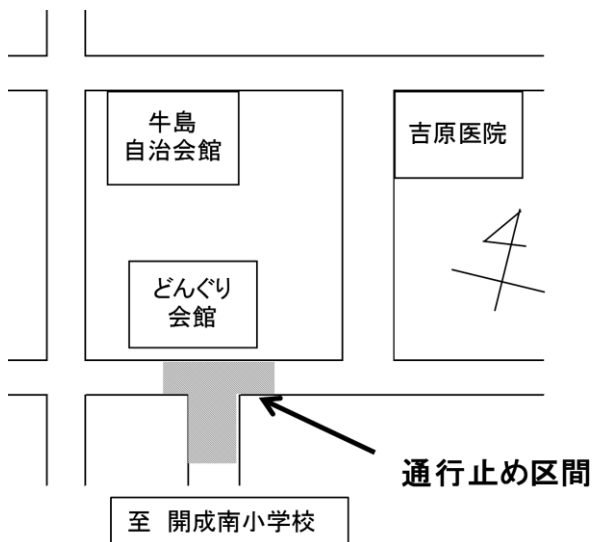 牛島
自治会館
吉原医院
どんぐり
会館
通行止め区間
至 開成南小学校